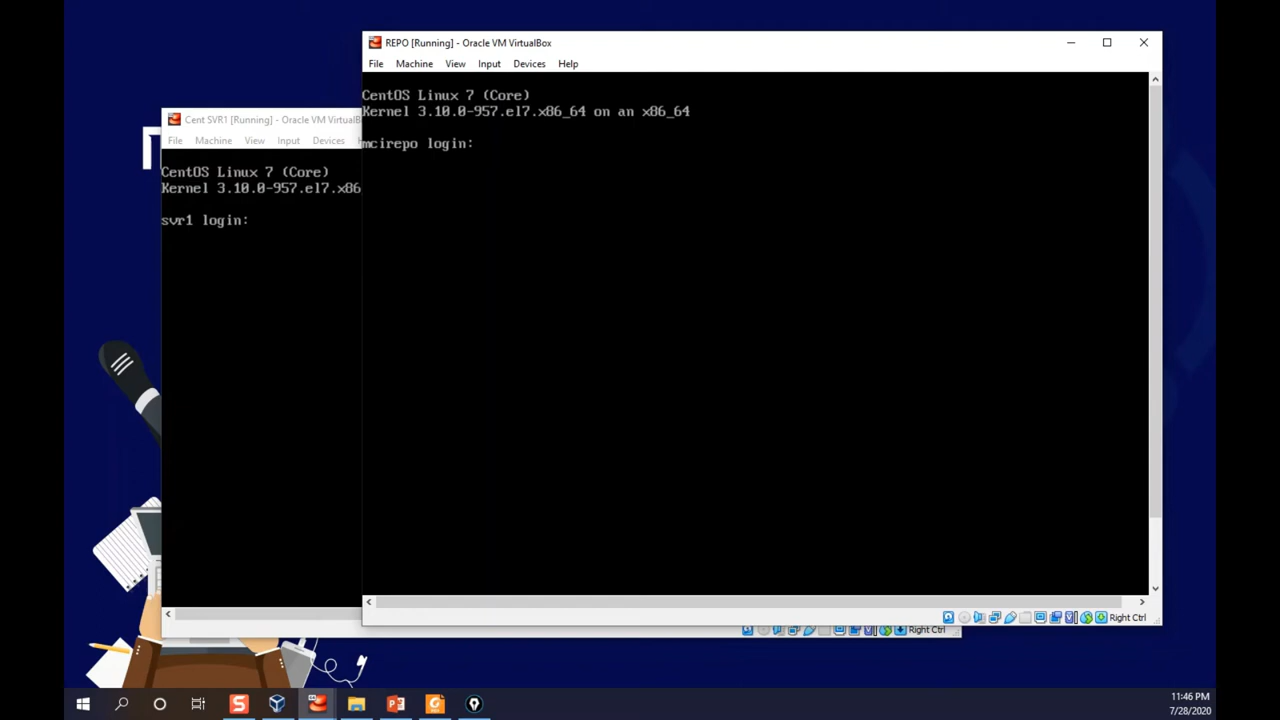 REPO [Running] - Oracle VM VirtualBox
File Machine View Input Devices Help
CentOS Linux 7 (Core)
Kernel 3.10.0-957.el7.x86_64 on an x86_64
mcirepo login:
Right Ctrl
Cent SVR1 [Running] - Oracle VM VirtualB
File Machine View Input Devices
CentOS Linux 7 (Core)
Kernel 3.10.0-957.el7.x86
svr1 login:
Right Ctrl
11:46 PM
7/28/2020